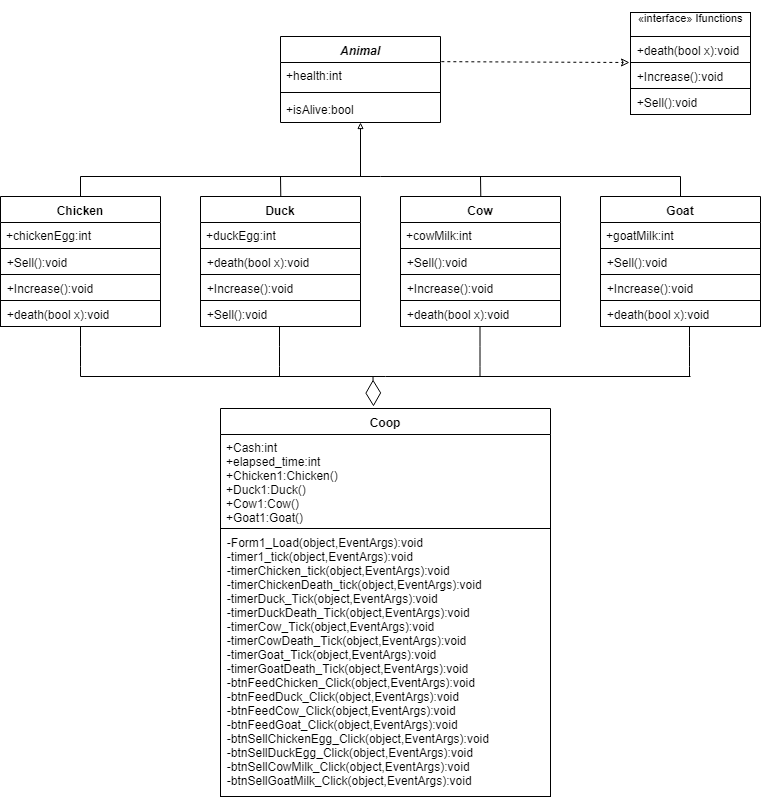 «interface» Ifunctions
+death(bool x):void
+Increase():void
+Sell():void
Animal
+health:int
+isAlive:bool
Chicken
+chickenEgg:int
+Sell():void
+Increase():void
+death(bool x):void
Duck
+duckEgg:int
+death(bool x):void
+Increase():void
+Sell():void
Cow
+cowMilk:int
+Sell():void
+Increase():void
+death(bool x):void
Goat
+goatMilk:int
+Sell():void
+Increase():void
+death(bool x):void
Coop
+Cash:int
+elapsed_time:int
+Chicken1:Chicken()
+Duck1:Duck()
+Cow1:Cow()
+Goat1:Goat()
-Form1_Load(object,EventArgs):void
-timer1_tick(object,EventArgs):void
-timerChicken_tick(object,EventArgs):void
-timerChickenDeath_tick(object,EventArgs):void
-timerDuck_Tick(object,EventArgs):void
-timerDuckDeath_Tick(object,EventArgs):void
-timerCow_Tick(object,EventArgs):void
-timerCowDeath_Tick(object,EventArgs):void
-timerGoat_Tick(object,EventArgs):void
-timerGoatDeath_Tick(object,EventArgs):void
-btnFeedChicken_Click(object,EventArgs):void
-btnFeedDuck_Click(object,EventArgs):void
-btnFeedCow_Click(object,EventArgs):void
-btnFeedGoat_Click(object,EventArgs):void
-btnSellChickenEgg_Click(object,EventArgs):void
-btnSellDuckEgg_Click(object,EventArgs):void
-btnSellCowMilk_Click(object,EventArgs):void
-btnSellGoatMilk_Click(object,EventArgs):void